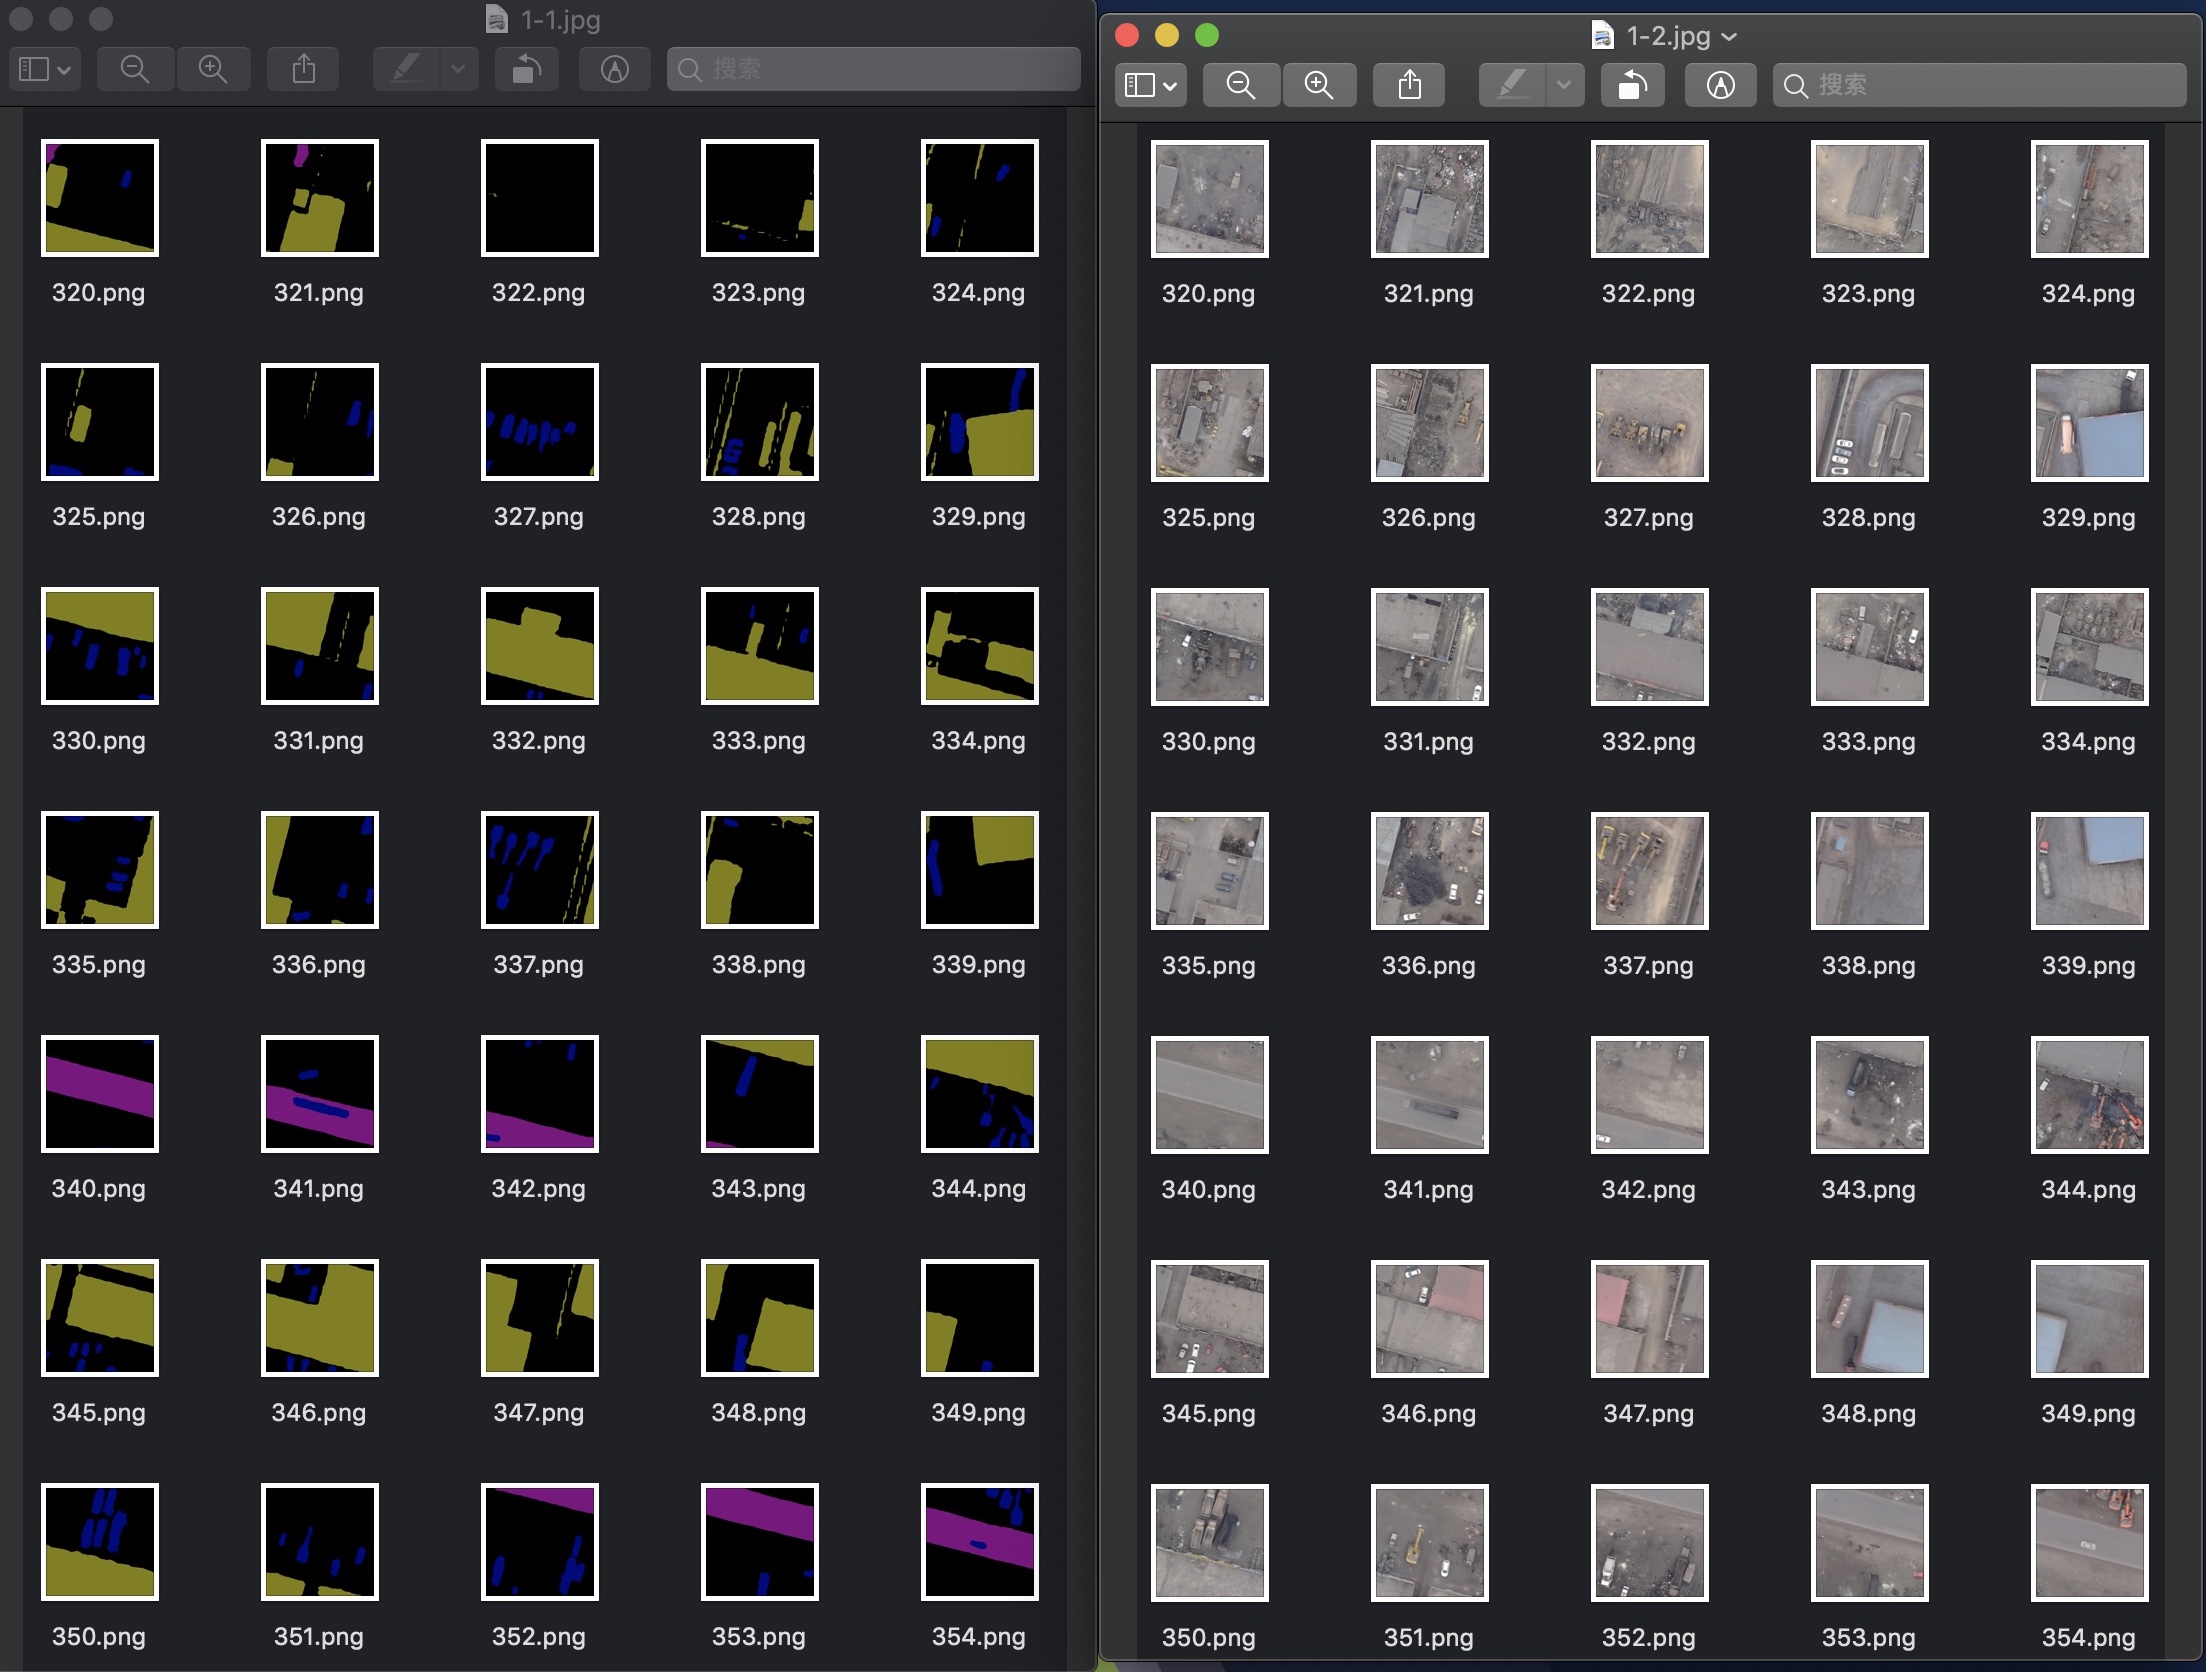 1-1.jpg
搜索
320.png 321.png 322.png 323.png 324.png
325.png 326.png 327.png 328.png 329.png
330.png 331.png 332.png 333.png 334.png
335.png 336.png 337.png 338.png 339.png
340.png 341.png 342.png 343.png 344.png
345.png 346.png 347.png 348.png 349.png
350.png 351.png 352.png 353.png 354.png
1-2.jpg
搜索
320.png 321.png 322.png 323.png 324.png
325.png 326.png 327.png 328.png 329.png
330.png 331.png 332.png 333.png 334.png
335.png 336.png 337.png 338.png 339.png
340.png 341.png 342.png 343.png 344.png
345.png 346.png 347.png 348.png 349.png
350.png 351.png 352.png 353.png 354.png